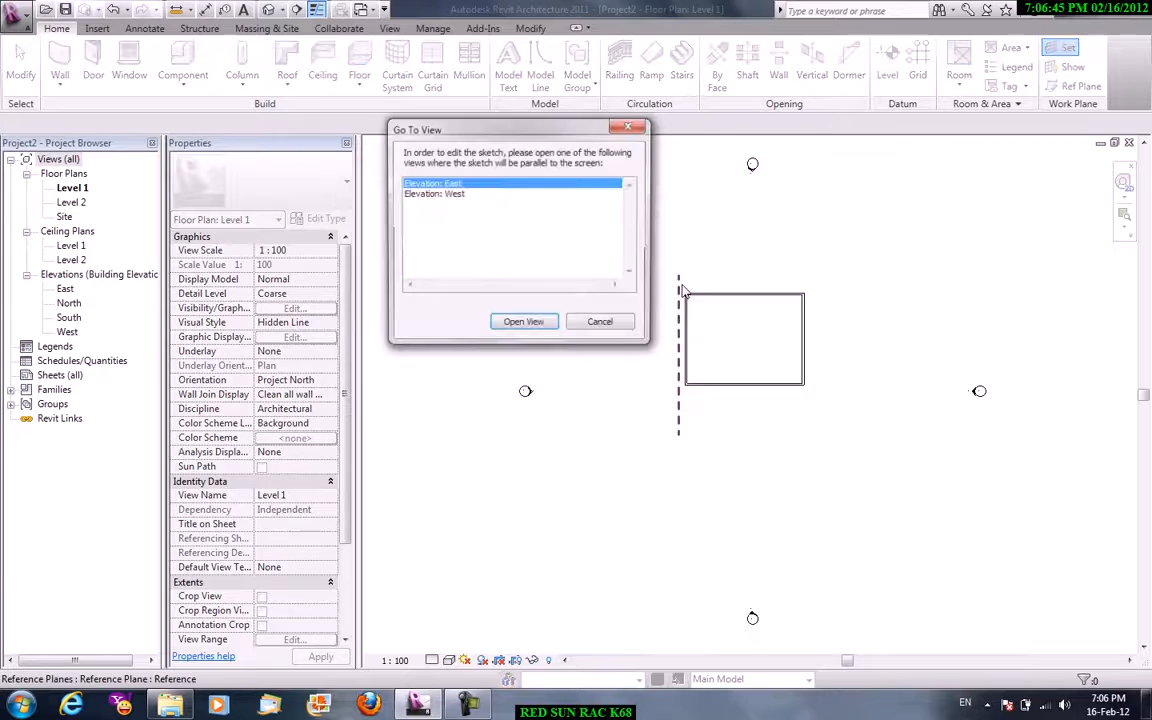 Autodesk Revit Architecture 2011 - [Project2 - Floor Plan: Level 1]
Type a keyword or phrase
7:06:45 PM 02/16/2012
Home Insert Annotate Structure Massing & Site Collaborate View Manage Add-Ins Modify
Modify Wall Door Window Component Column Roof Ceiling Floor Curtain System Curtain Grid Mullion Model Text Model Line Model Group Railing Ramp Stairs By Face Shaft Wall Vertical Dormer Level Grid Room Area Legend Tag Set Show Ref Plane
Select Build Model Circulation Opening Datum Room & Area Work Plane
Project2 - Project Browser
Views (all)
Floor Plans
Level 1
Level 2
Site
Ceiling Plans
Level 1
Level 2
Elevations (Building Elevatic
East
North
South
West
Legends
Schedules/Quantities
Sheets (all)
Families
Groups
Revit Links
Properties
Floor Plan: Level 1 Edit Type
Graphics
View Scale 1 : 100
Scale Value 1: 100
Display Model Normal
Detail Level Coarse
Visibility/Graph... Edit...
Visual Style Hidden Line
Graphic Display... Edit...
Underlay None
Underlay Orient... Plan
Orientation Project North
Wall Join Display Clean all wall ...
Discipline Architectural
Color Scheme L... Background
Color Scheme <none>
Analysis Displa... None
Sun Path
Identity Data
View Name Level 1
Dependency Independent
Title on Sheet
Referencing Sh...
Referencing De...
Default View Te... None
Extents
Crop View
Crop Region Vi...
Annotation Crop
View Range Edit...
Properties help Apply
Go To View
In order to edit the sketch, please open one of the following
views where the sketch will be parallel to the screen:
Elevation: East
Elevation: West
Open View Cancel
1 : 100
Reference Planes : Reference Plane : Reference
Main Model
:0
EN
7:06 PM
16-Feb-12
RED SUN RAC K68